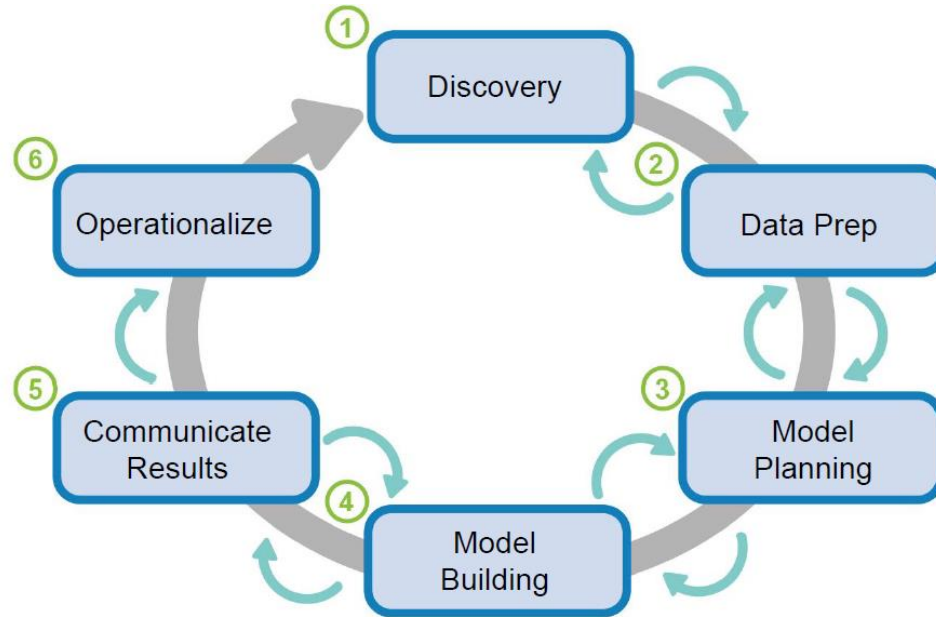 1
Discovery
2
Data Prep
3
Model
Planning
4
Model
Building
5
Communicate
Results
6
Operationalize